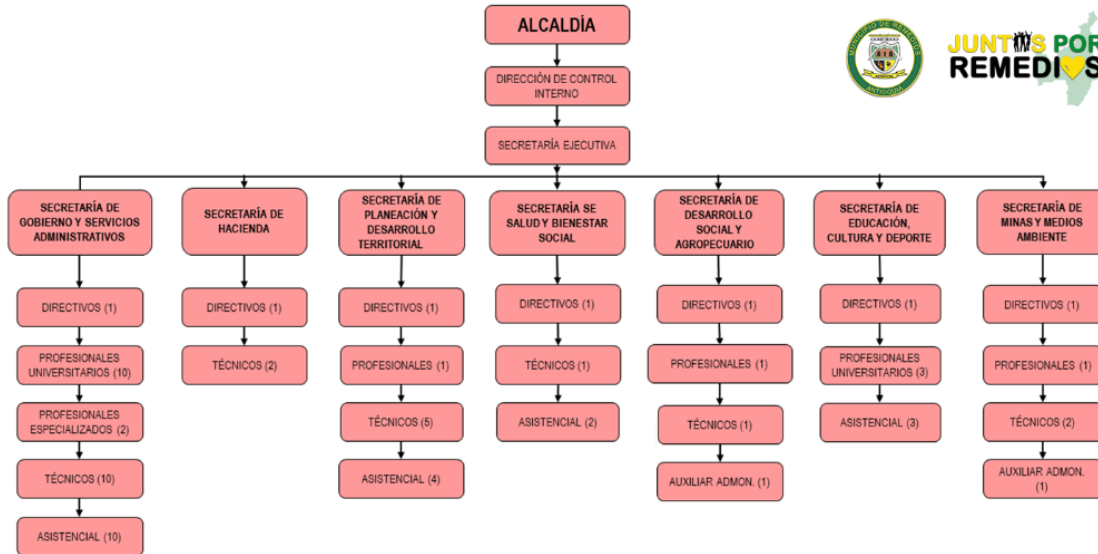 ALCALDÍA
MUNICIPIO DE REMEDIOS
ANTIOQUIA
JUNTOS POR
REMEDIOS
DIRECCIÓN DE CONTROL
INTERNO
SECRETARÍA EJECUTIVA
SECRETARÍA DE
GOBIERNO Y SERVICIOS
ADMINISTRATIVOS
DIRECTIVOS (1)
PROFESIONALES
UNIVERSITARIOS (10)
PROFESIONALES
ESPECIALIZADOS (2)
TÉCNICOS (10)
ASISTENCIAL (10)
SECRETARÍA DE
HACIENDA
DIRECTIVOS (1)
TÉCNICOS (2)
SECRETARÍA DE
PLANEACIÓN Y
DESARROLLO
TERRITORIAL
DIRECTIVOS (1)
PROFESIONALES (1)
TÉCNICOS (5)
ASISTENCIAL (4)
SECRETARÍA SE
SALUD Y BIENESTAR
SOCIAL
DIRECTIVOS (1)
TÉCNICOS (1)
ASISTENCIAL (2)
SECRETARÍA DE
DESARROLLO
SOCIAL Y
AGROPECUARIO
DIRECTIVOS (1)
PROFESIONALES (1)
TÉCNICOS (1)
AUXILIAR ADMON. (1)
SECRETARÍA DE
EDUCACIÓN,
CULTURA Y DEPORTE
DIRECTIVOS (1)
PROFESIONALES
UNIVERSITARIOS (3)
ASISTENCIAL (3)
SECRETARÍA DE
MINAS Y MEDIOS
AMBIENTE
DIRECTIVOS (1)
PROFESIONALES (1)
TÉCNICOS (2)
AUXILIAR ADMON.
(1)